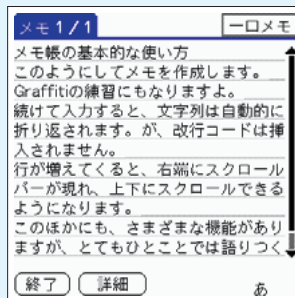 メモ 1 / 1
一口メモ
メモ帳の基本的な使い方
このようにしてメモを作成します。
Graffitiの練習にもなりますよ。
続けて入力すると、文字列は自動的に
折り返されます。が、改行コードは挿
入されません。
行が増えてくると、右端にスクロール
バーが現れ、上下にスクロールできる
ようになります。
このほかにも、さまざまな機能があり
ますが、とてもひとことでは語りつく
終了
詳細
あ